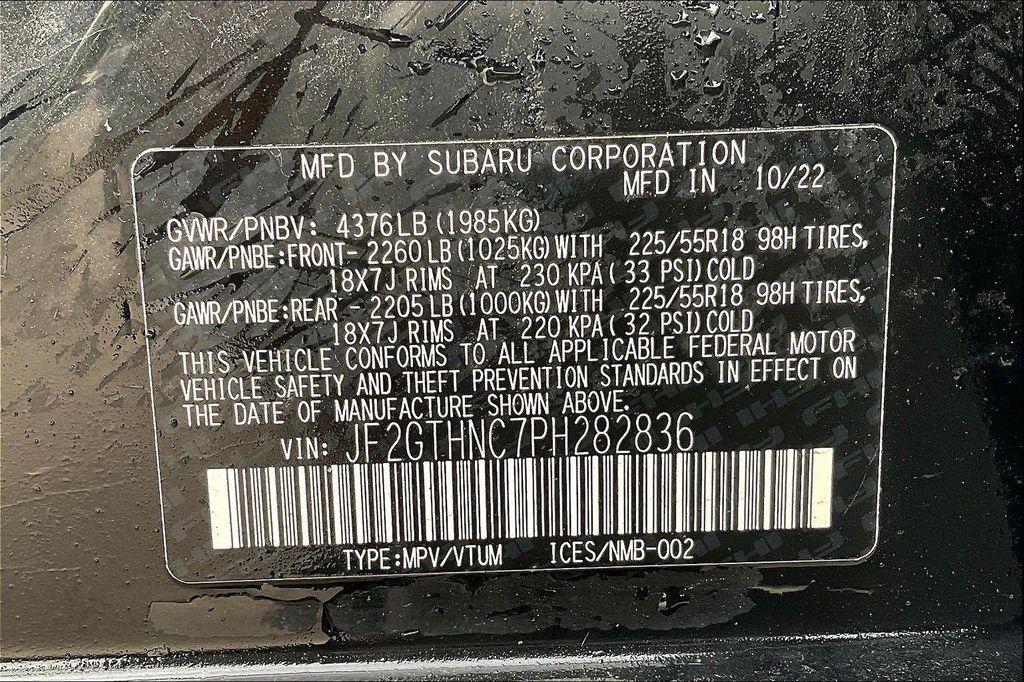 MFD BY SUBARU CORPORATION
MFD IN 10/22
GVWR/PNBV: 4376LB (1985KG)
GAWR/PNBE:FRONT- 2260 LB (1025KG) WITH 225/55R18 98H TIRES,
18X7J RIMS AT 230 KPA (33 PSI) COLD
GAWR/PNBE:REAR - 2205 LB (1000KG) WITH 225/55R18 98H TIRES,
18X7J RIMS AT 220 KPA (32 PSI) COLD
THIS VEHICLE CONFORMS TO ALL APPLICABLE FEDERAL MOTOR
VEHICLE SAFETY AND THEFT PREVENTION STANDARDS IN EFFECT ON
THE DATE OF MANUFACTURE SHOWN ABOVE.
VIN: JF2GTHNC7PH282836
TYPE:MPV/VTUM ICES/NMB-002